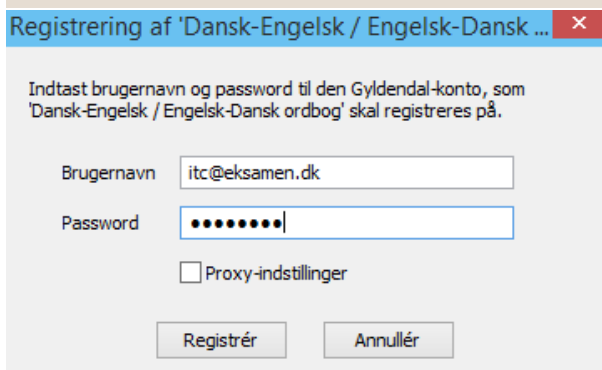 Registrering af 'Dansk-Engelsk / Engelsk-Dansk ...
Indtast brugernavn og password til den Gyldendal-konto, som
'Dansk-Engelsk / Engelsk-Dansk ordbog' skal registreres på.
Brugernavn itc@eksamen.dk
Password ●●●●●●●●
Proxy-indstillinger
Registrér Annullér